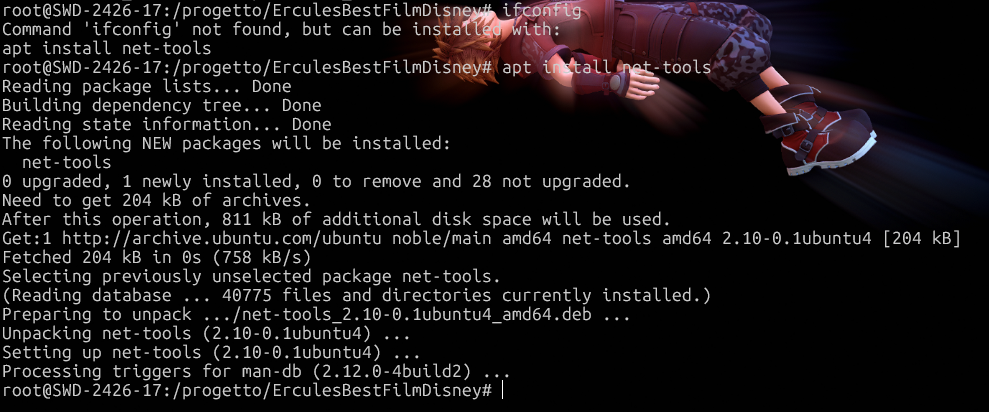 root@SWD-2426-17:/progetto/ErculesBestFilmDisney# ifconfig
Command 'ifconfig' not found, but can be installed with:
apt install net-tools
root@SWD-2426-17:/progetto/ErculesBestFilmDisney# apt install net-tools
Reading package lists... Done
Building dependency tree... Done
Reading state information... Done
The following NEW packages will be installed:
  net-tools
0 upgraded, 1 newly installed, 0 to remove and 28 not upgraded.
Need to get 204 kB of archives.
After this operation, 811 kB of additional disk space will be used.
Get:1 http://archive.ubuntu.com/ubuntu noble/main amd64 net-tools amd64 2.10-0.1ubuntu4 [204 kB]
Fetched 204 kB in 0s (758 kB/s)
Selecting previously unselected package net-tools.
(Reading database ... 40775 files and directories currently installed.)
Preparing to unpack .../net-tools_2.10-0.1ubuntu4_amd64.deb ...
Unpacking net-tools (2.10-0.1ubuntu4) ...
Setting up net-tools (2.10-0.1ubuntu4) ...
Processing triggers for man-db (2.12.0-4build2) ...
root@SWD-2426-17:/progetto/ErculesBestFilmDisney#